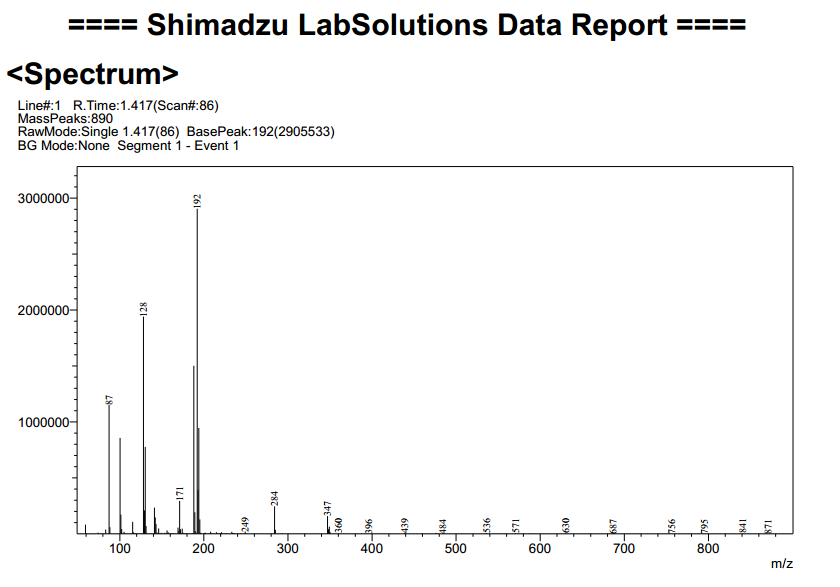 ==== Shimadzu LabSolutions Data Report ====
<Spectrum>
Line#:1 R.Time:1.417(Scan#:86)
MassPeaks:890
RawMode:Single 1.417(86) BasePeak:192(2905533)
BG Mode:None Segment 1 - Event 1
3000000
192
2000000
128
1000000
87
171
249
284
347
360
396
439
484
536
571
630
687
756
795
841
871
100 200 300 400 500 600 700 800
m/z